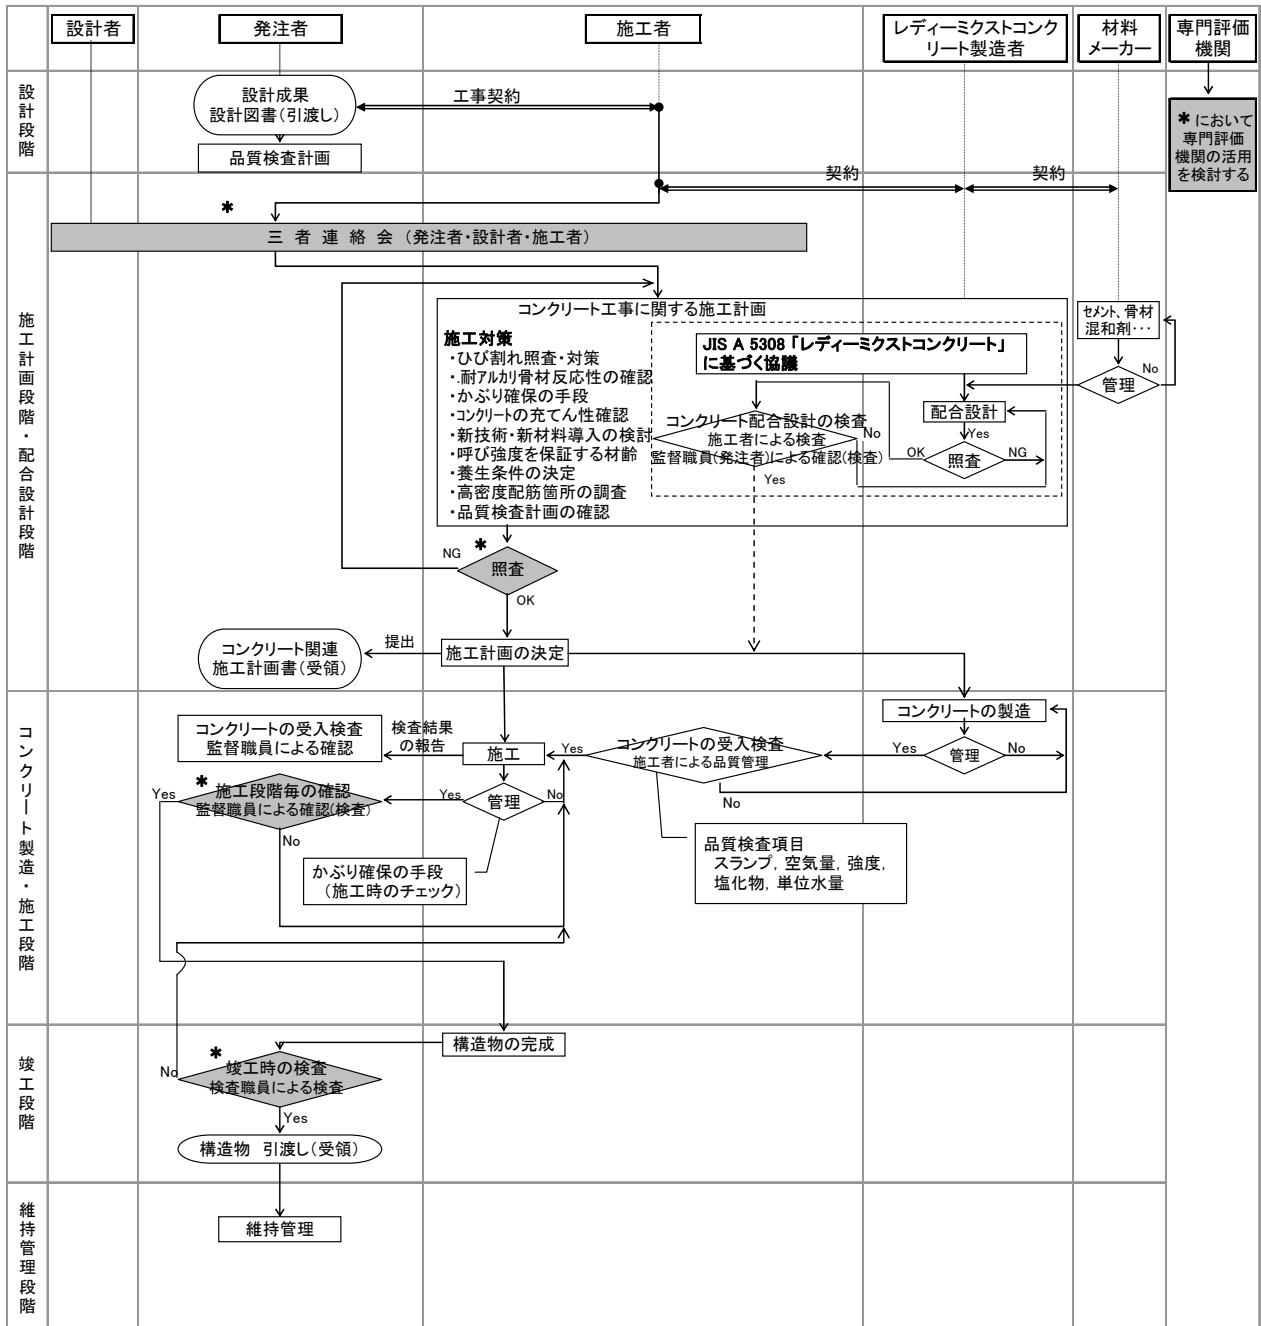 設計者
発注者
施工者
レディーミクストコンク
リート製造者
材料
メーカー
専門評価
機関
設計段階
設計成果
設計図書(引渡し)
工事契約
品質検査計画
＊において
専門評価
機関の活用
を検討する
契約
契約
施工計画段階・配合設計段階
＊
三 者 連 絡 会 (発注者・設計者・施工者)
コンクリート工事に関する施工計画
施工対策
・ひび割れ照査・対策
・.耐アルカリ骨材反応性の確認
・かぶり確保の手段
・コンクリートの充てん性確認
・新技術・新材料導入の検討
・呼び強度を保証する材齢
・養生条件の決定
・高密度配筋箇所の調査
・品質検査計画の確認
JIS A 5308 「レディーミクストコンクリート」
に基づく協議
コンクリート配合設計の検査
施工者による検査
監督職員(発注者)による確認(検査)
No
Yes
配合設計
Yes
OK
照査
NG
セメント、骨材
混和剤・・・
管理
No
＊
NG
照査
OK
コンクリート関連
施工計画書(受領)
提出
施工計画の決定
コンクリート製造・施工段階
コンクリートの製造
管理
Yes
No
コンクリートの受入検査
施工者による品質管理
Yes
No
コンクリートの受入検査
監督職員による確認
検査結果
の報告
施工
管理
Yes
No
＊
施工段階毎の確認
監督職員による確認(検査)
Yes
No
かぶり確保の手段
(施工時のチェック)
品質検査項目
スランプ, 空気量, 強度,
塩化物, 単位水量
竣工段階
構造物の完成
＊
竣工時の検査
検査職員による検査
No
Yes
構造物 引渡し(受領)
維持管理段階
維持管理